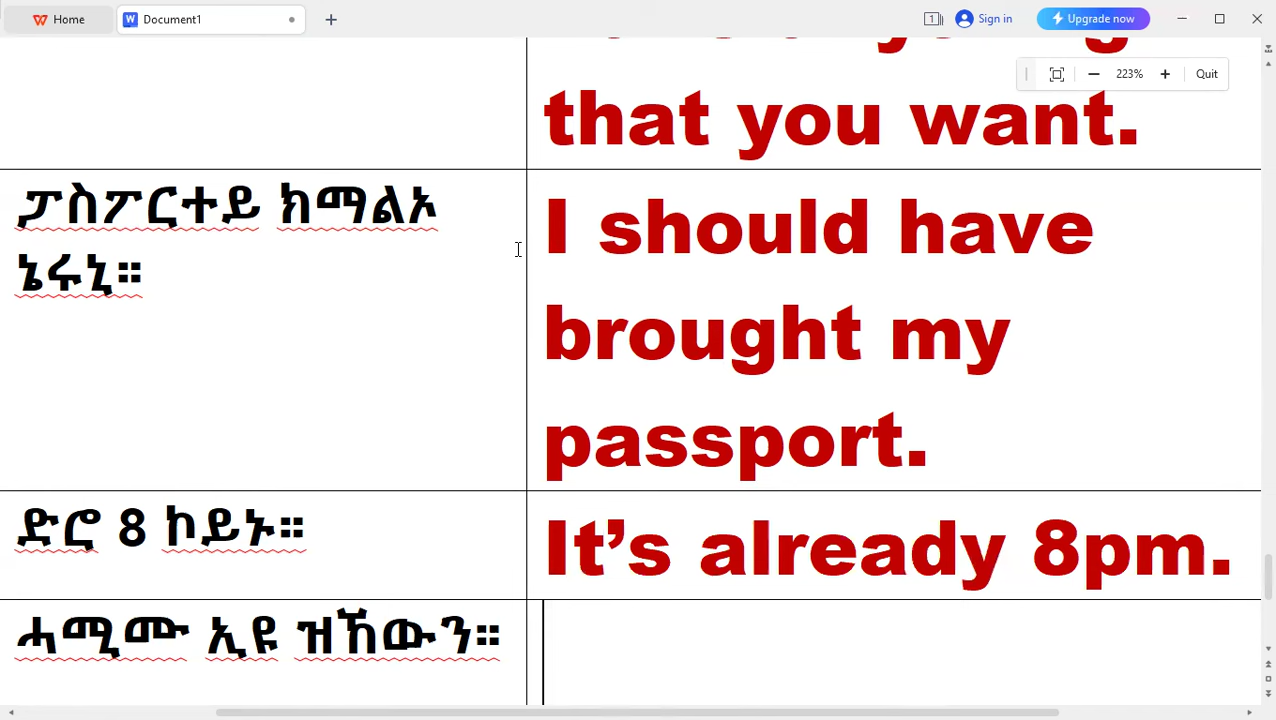 Home
Document1
1
Sign in
Upgrade now
223%
Quit
that you want.
ፓስፖርተይ ክማልኦ
ኔሩኒ።
I should have
brought my
passport.
ድሮ 8 ኮይኑ።
It’s already 8pm.
ሓሚሙ ኢዩ ዝኸውን።